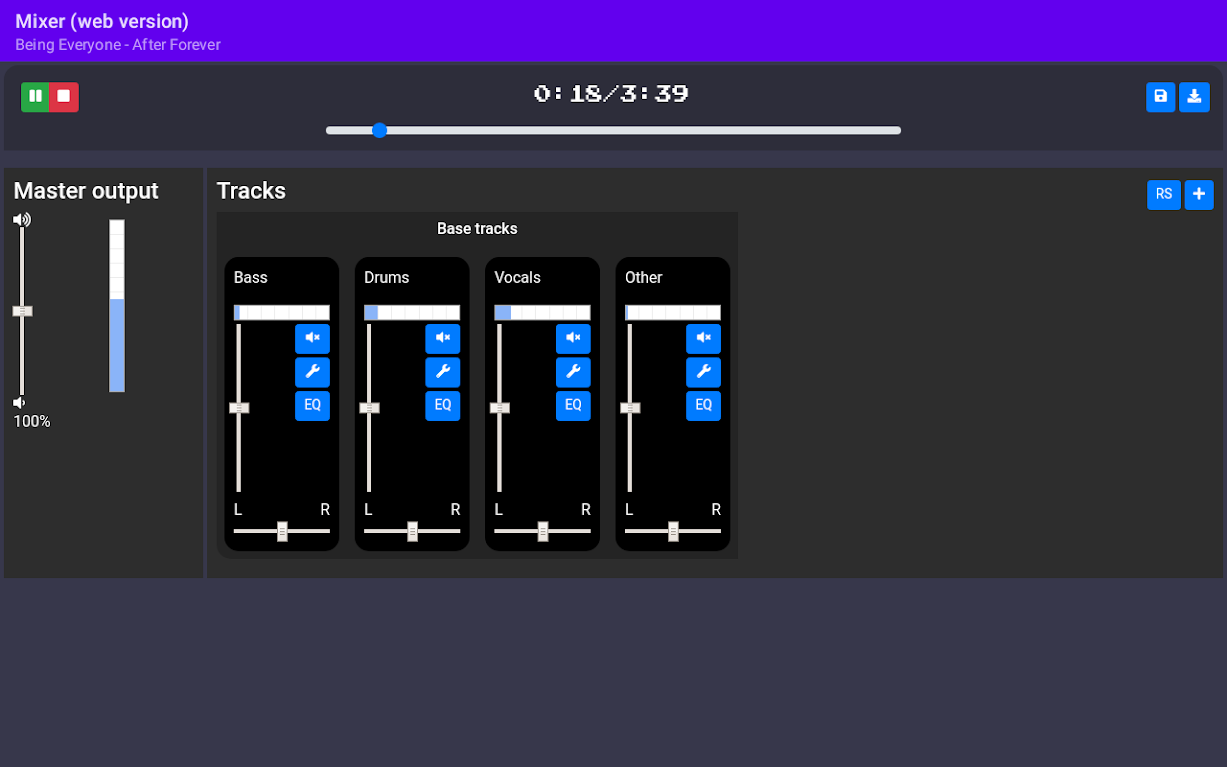 Mixer (web version)
Being Everyone - After Forever
0:18/3:39
Master output
100%
Tracks
RS
Base tracks
Bass
EQ
L R
Drums
EQ
L R
Vocals
EQ
L R
Other
EQ
L R